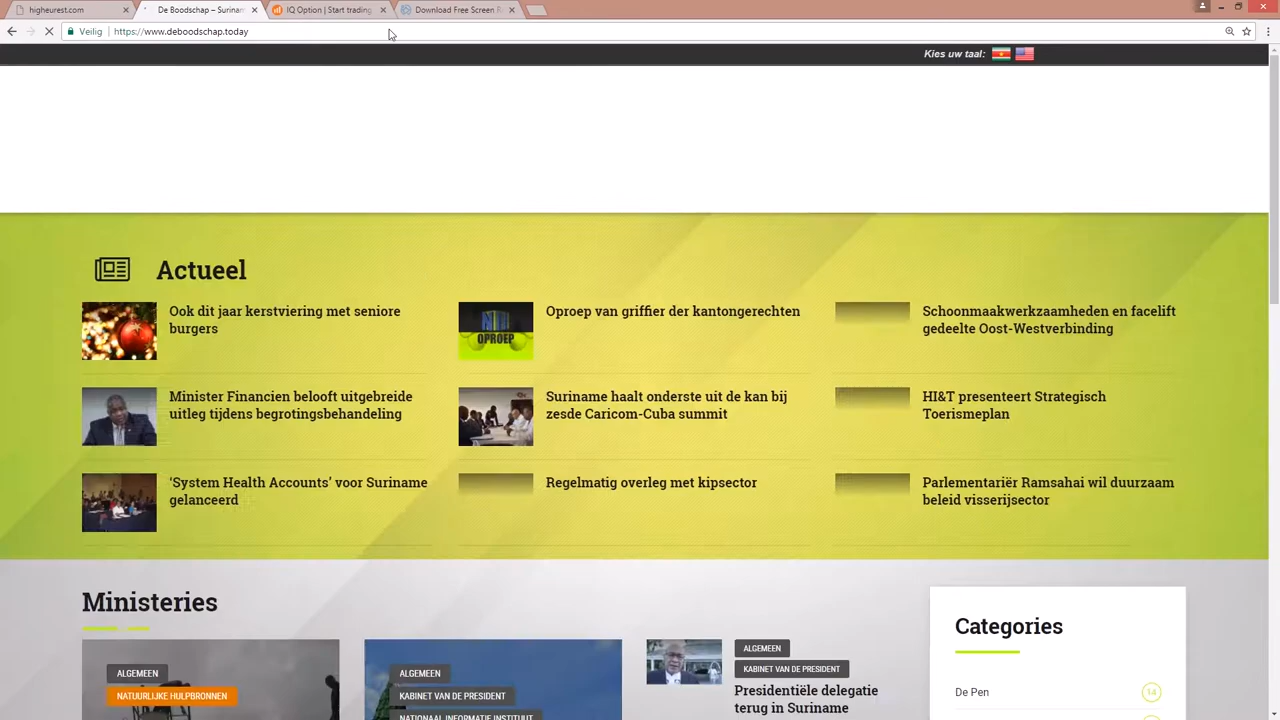 higheurest.com
De Boodschap – Surinam
IQ Option | Start trading
Download Free Screen R
Veilig
https://www.deboodschap.today
Kies uw taal:
Actueel
Ook dit jaar kerstviering met seniore
burgers
Oproep van griffier der kantongerechten
Schoonmaakwerkzaamheden en facelift
gedeelte Oost-Westverbinding
OPROEP
Minister Financien belooft uitgebreide
uitleg tijdens begrotingsbehandeling
Suriname haalt onderste uit de kan bij
zesde Caricom-Cuba summit
HI&T presenteert Strategisch
Toerismeplan
‘System Health Accounts’ voor Suriname
gelanceerd
Regelmatig overleg met kipsector
Parlementariër Ramsahai wil duurzaam
beleid visserijsector
Ministeries
ALGEMEEN
NATUURLIJKE HULPBRONNEN
ALGEMEEN
KABINET VAN DE PRESIDENT
NATIONAAL INFORMATIE INSTITUUT
ALGEMEEN
KABINET VAN DE PRESIDENT
Presidentiële delegatie
terug in Suriname
Categories
De Pen
14